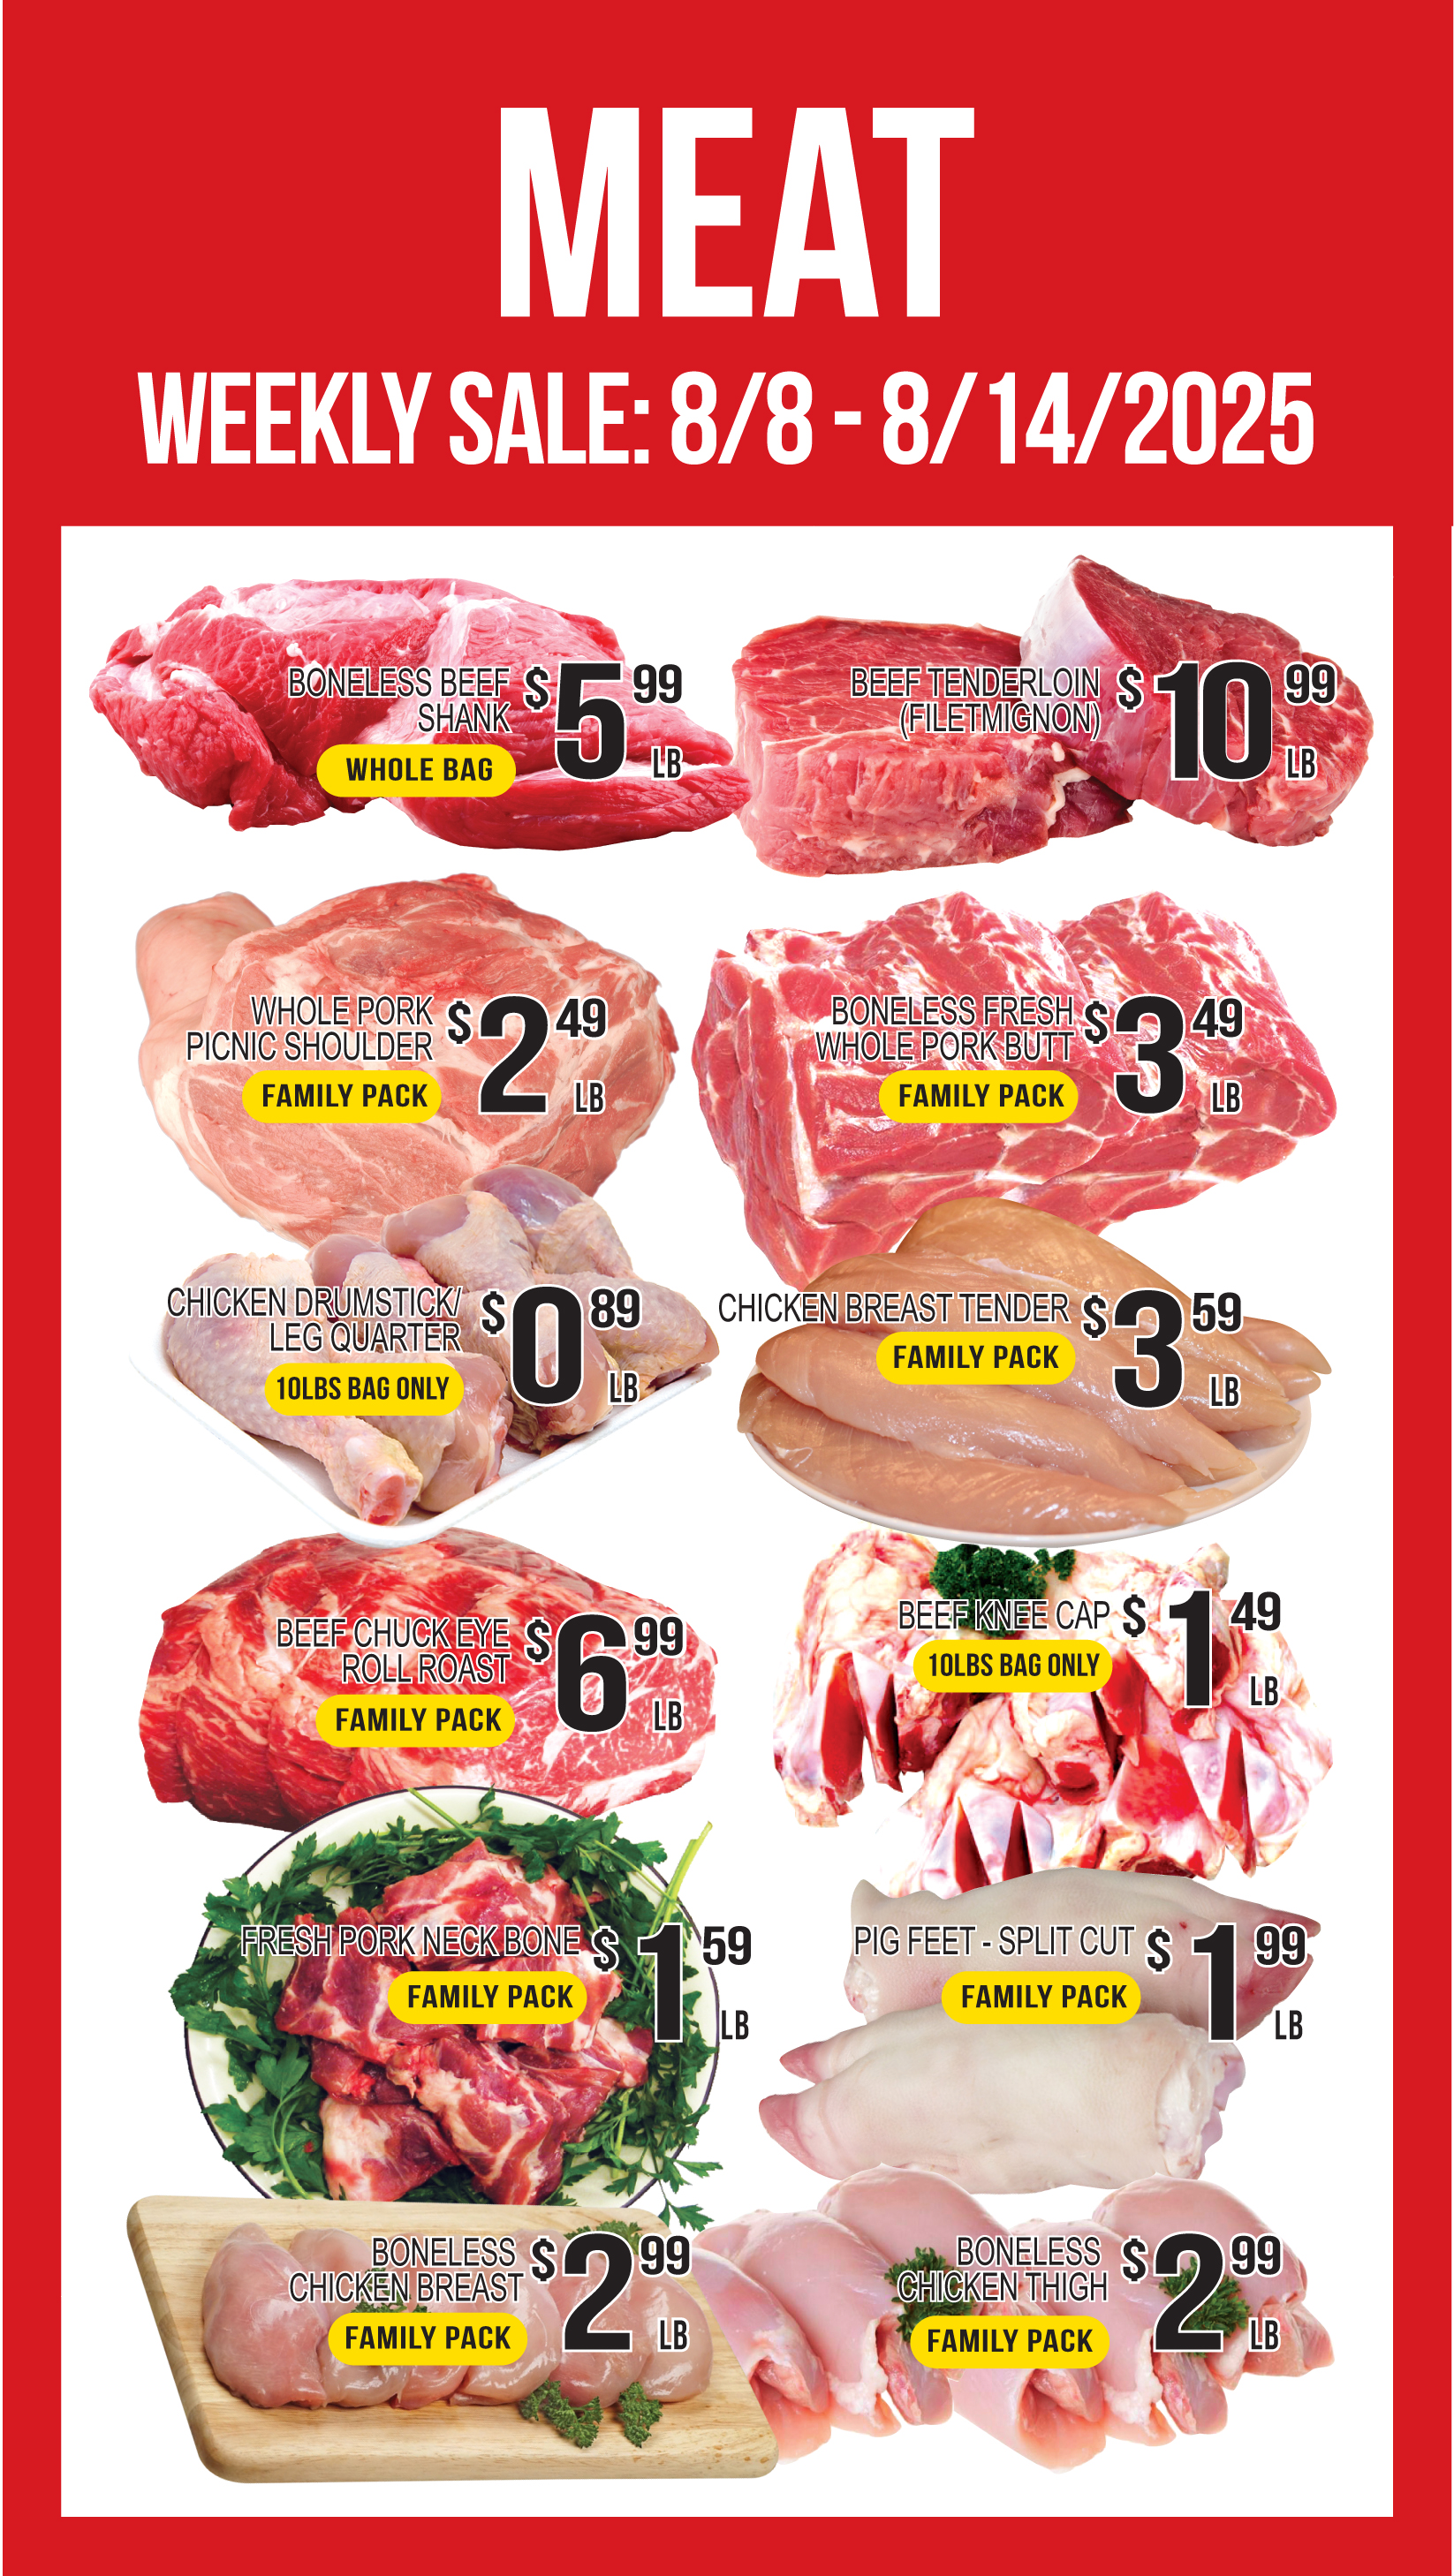 MEAT
WEEKLY SALE: 8/8 - 8/14/2025
BONELESS BEEF
SHANK
WHOLE BAG
$5 99
LB
BEEF TENDERLOIN
(FILETMIGNON)
$10 99
LB
WHOLE PORK
PICNIC SHOULDER
FAMILY PACK
$2 49
LB
BONELESS FRESH
WHOLE PORK BUTT
FAMILY PACK
$3 49
LB
CHICKEN DRUMSTICK/
LEG QUARTER
10LBS BAG ONLY
$0 89
LB
CHICKEN BREAST TENDER
FAMILY PACK
$3 59
LB
BEEF CHUCK EYE
ROLL ROAST
FAMILY PACK
$6 99
LB
BEEF KNEE CAP
10LBS BAG ONLY
$1 49
LB
FRESH PORK NECK BONE
FAMILY PACK
$1 59
LB
PIG FEET - SPLIT CUT
FAMILY PACK
$1 99
LB
BONELESS
CHICKEN BREAST
FAMILY PACK
$2 99
LB
BONELESS
CHICKEN THIGH
FAMILY PACK
$2 99
LB